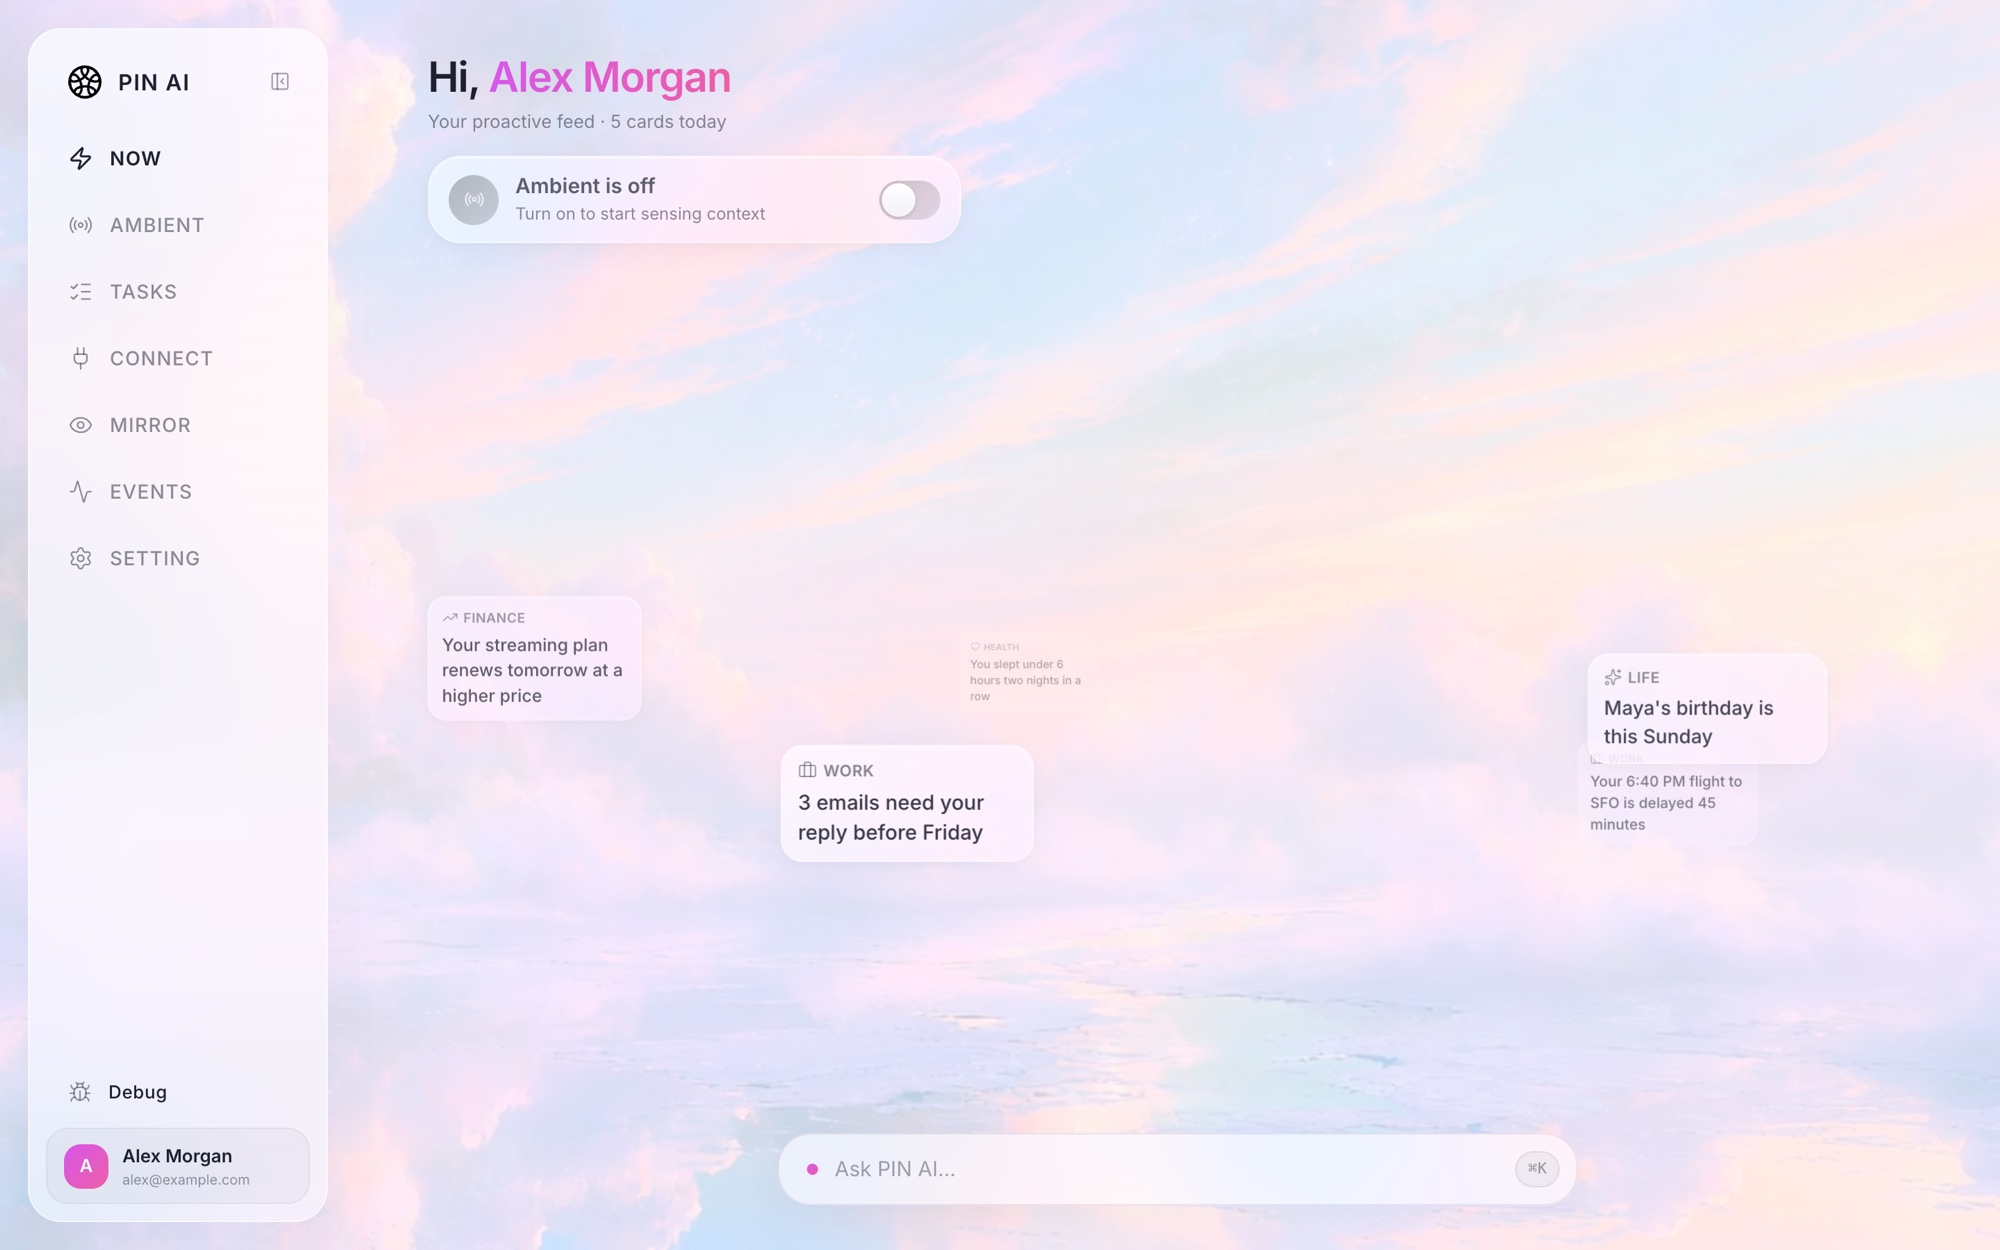 PIN AI
NOW
AMBIENT
TASKS
CONNECT
MIRROR
EVENTS
SETTING
Debug
A
Alex Morgan
alex@example.com
Hi, Alex Morgan
Your proactive feed · 5 cards today
Ambient is off
Turn on to start sensing context
FINANCE
Your streaming plan
renews tomorrow at a
higher price
HEALTH
You slept under 6
hours two nights in a
row
WORK
3 emails need your
reply before Friday
LIFE
Maya's birthday is
this Sunday
WORK
Your 6:40 PM flight to
SFO is delayed 45
minutes
Ask PIN AI...
⌘K